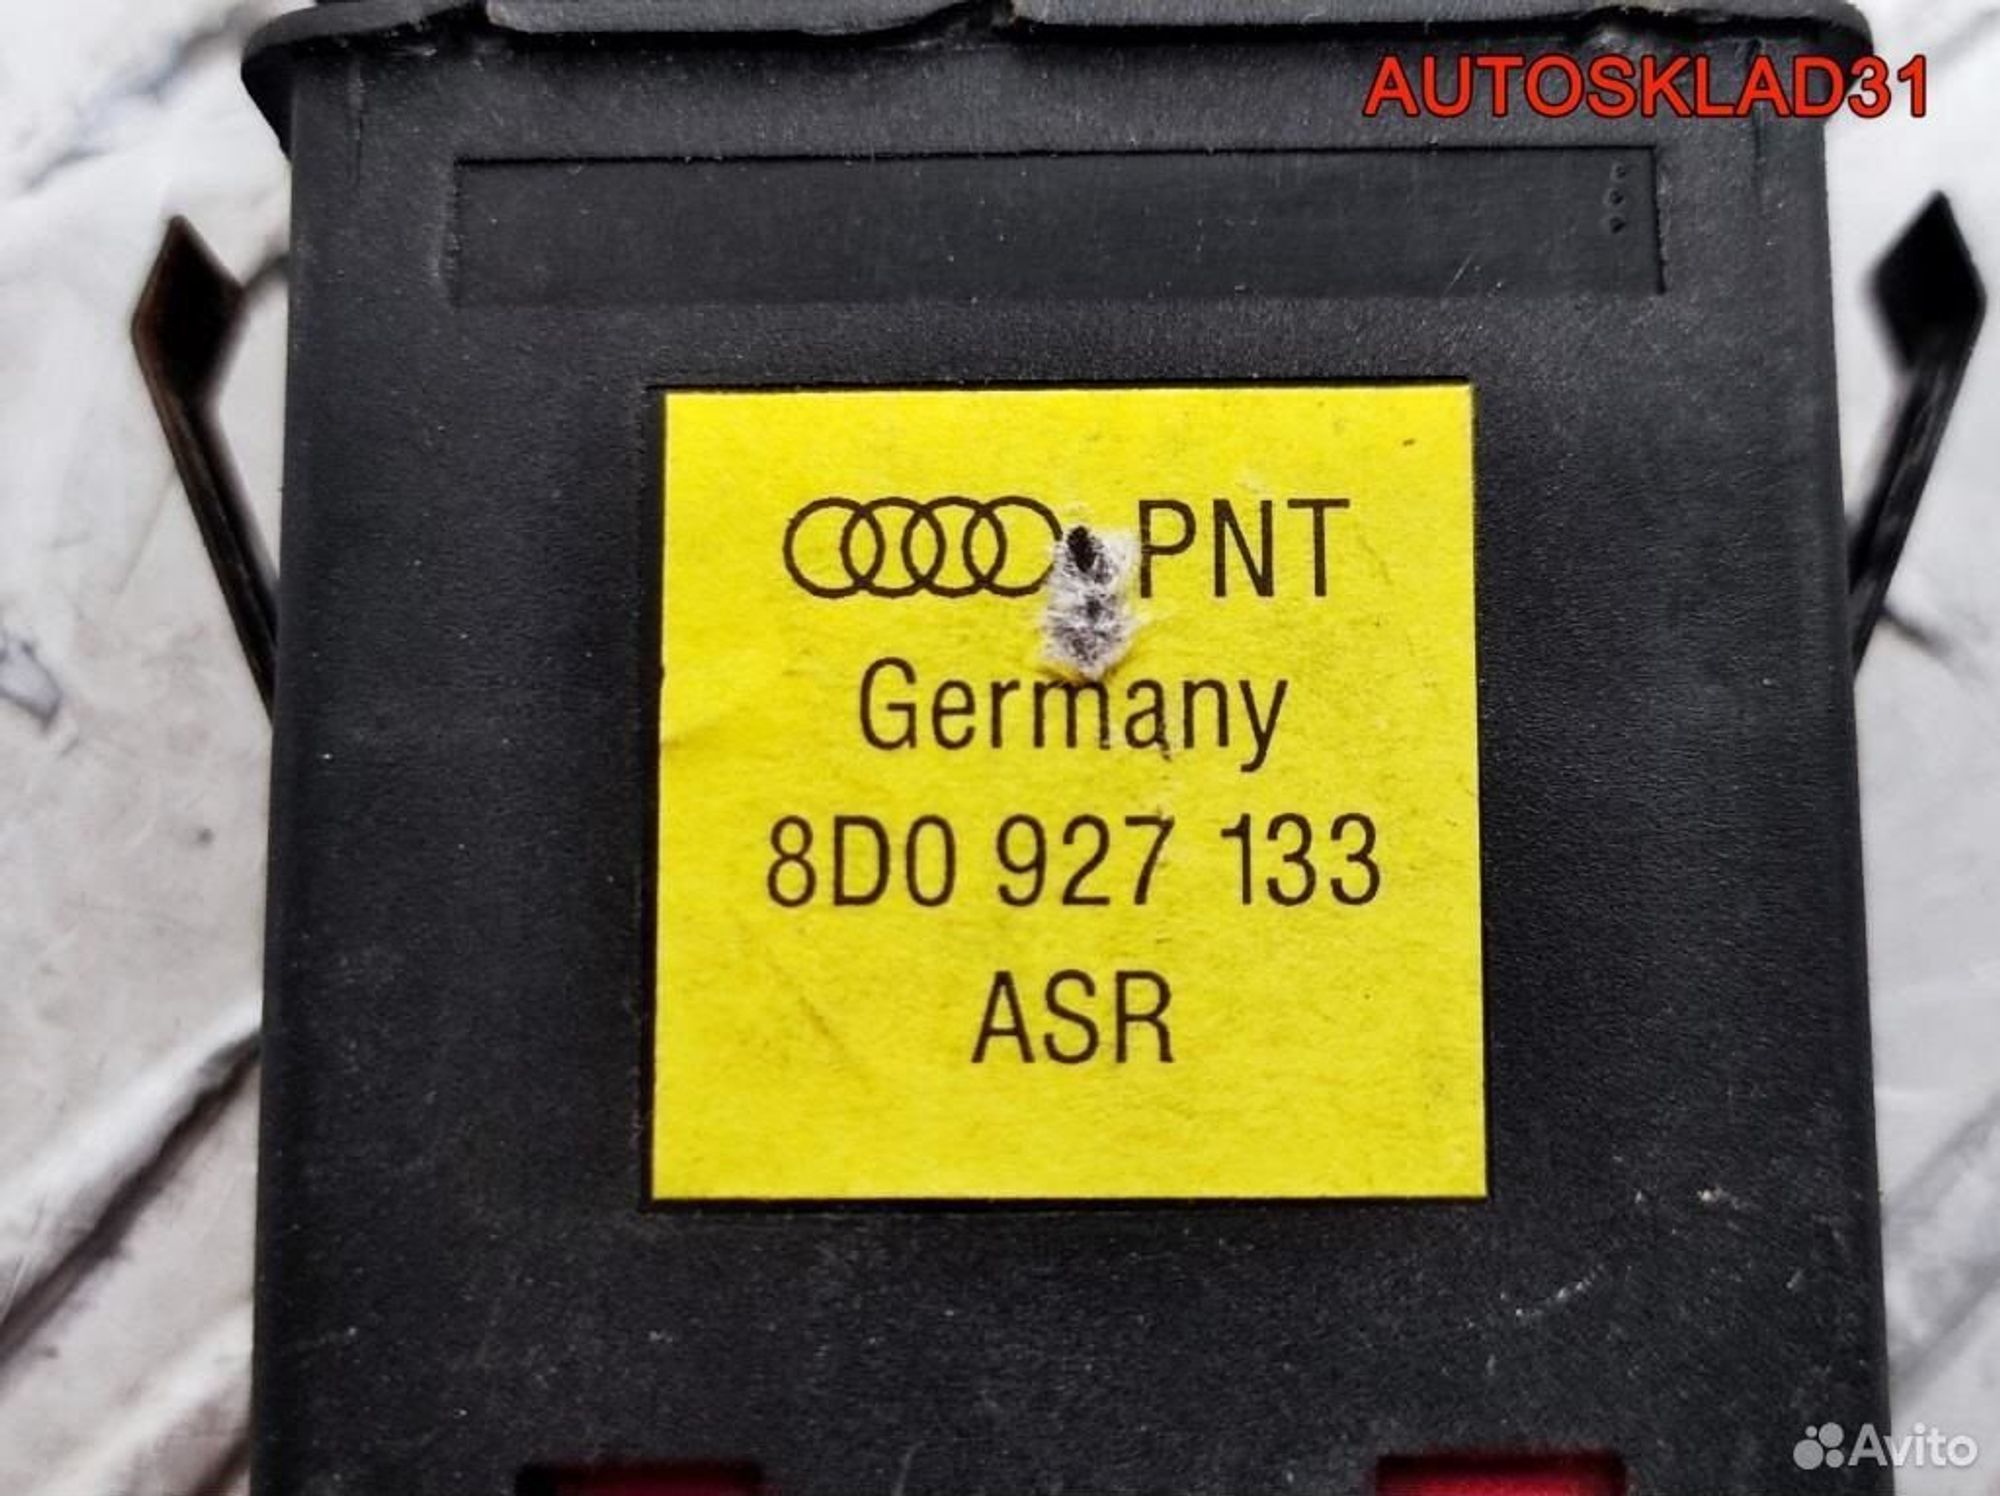 AUTOSKLAD31
PNT
Germany
8D0 927 133
ASR
Avito